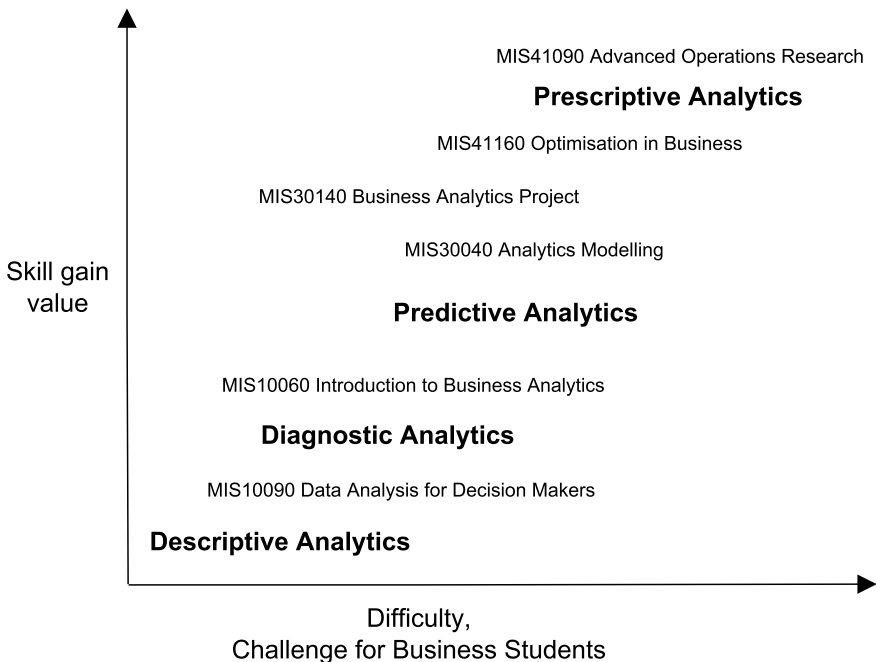 MIS41090 Advanced Operations Research
Prescriptive Analytics
MIS41160 Optimisation in Business
MIS30140 Business Analytics Project
MIS30040 Analytics Modelling
Skill gain
value
Predictive Analytics
MIS10060 Introduction to Business Analytics
Diagnostic Analytics
MIS10090 Data Analysis for Decision Makers
Descriptive Analytics
Difficulty,
Challenge for Business Students